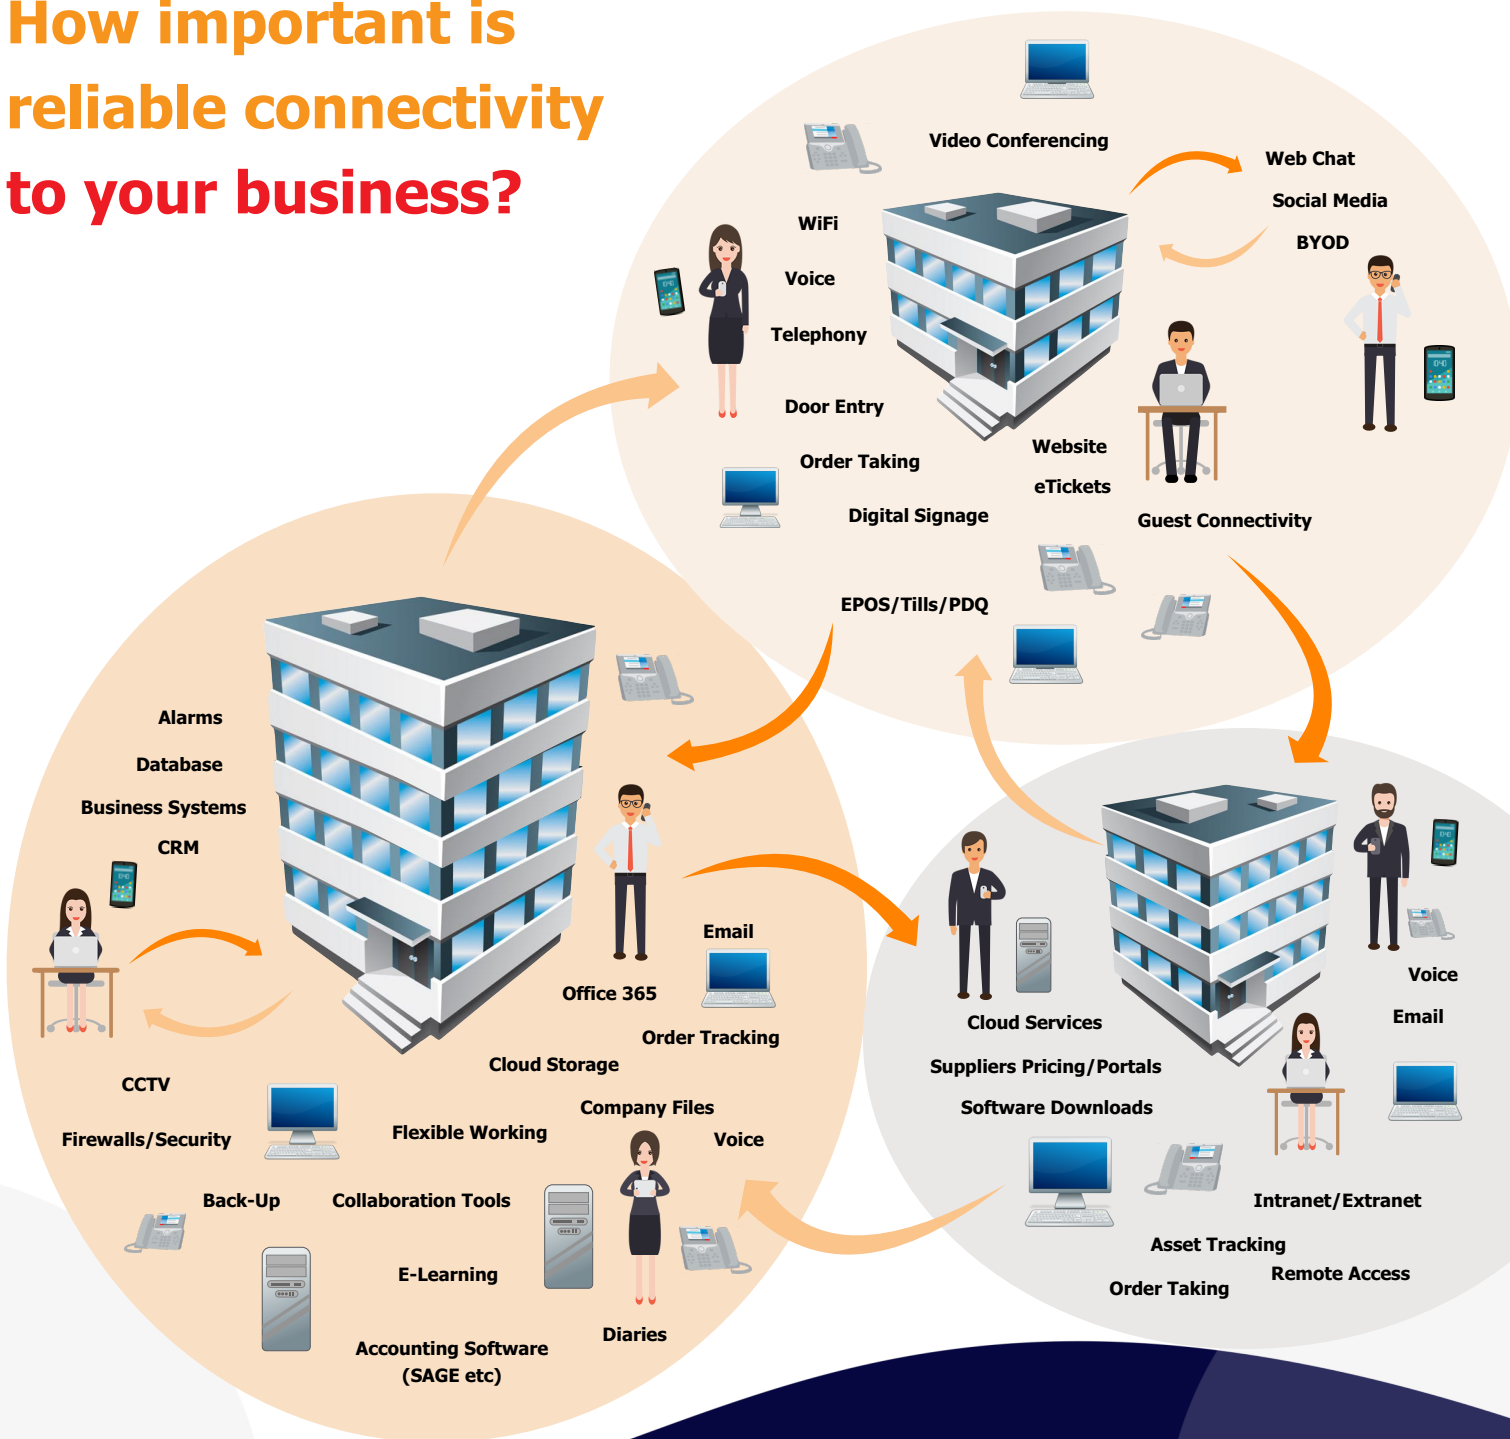 How important is
reliable connectivity
to your business?
Video Conferencing
Web Chat
Social Media
BYOD
WiFi
Voice
Telephony
Door Entry
Order Taking
Digital Signage
Website
eTickets
Guest Connectivity
EPOS/Tills/PDQ
Alarms
Database
Business Systems
CRM
Email
Office 365
Order Tracking
Cloud Storage
Company Files
CCTV
Firewalls/Security
Flexible Working
Voice
Back-Up
Collaboration Tools
E-Learning
Diaries
Accounting Software
(SAGE etc)
Voice
Email
Cloud Services
Suppliers Pricing/Portals
Software Downloads
Intranet/Extranet
Asset Tracking
Remote Access
Order Taking